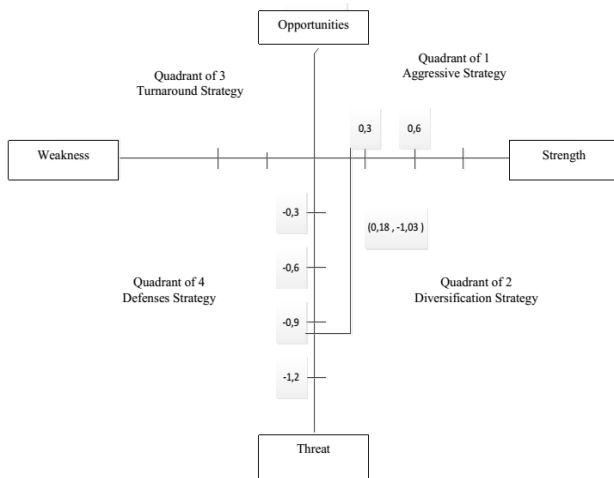 Opportunities
Quadrant of 3
Turnaround Strategy
Quadrant of 1
Aggressive Strategy
0,3
0,6
Weakness
Strength
-0,3
(0,18 , -1,03 )
-0,6
Quadrant of 4
Defenses Strategy
Quadrant of 2
Diversification Strategy
-0,9
-1,2
Threat